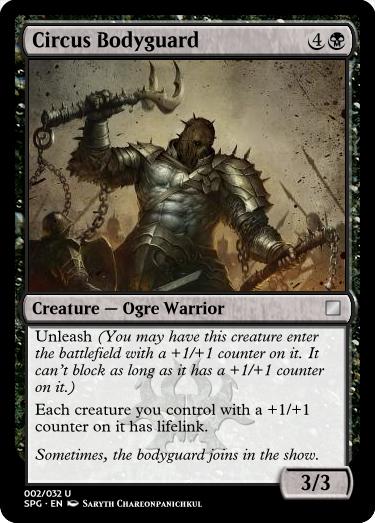 Circus Bodyguard 4
Creature — Ogre Warrior
Unleash (You may have this creature enter
the battlefield with a +1/+1 counter on it. It
can't block as long as it has a +1/+1 counter
on it.)
Each creature you control with a +1/+1
counter on it has lifelink.
Sometimes, the bodyguard joins in the show.
3/3
002/032 U
SPG · EN SARYTH CHAREONPANICHKUL